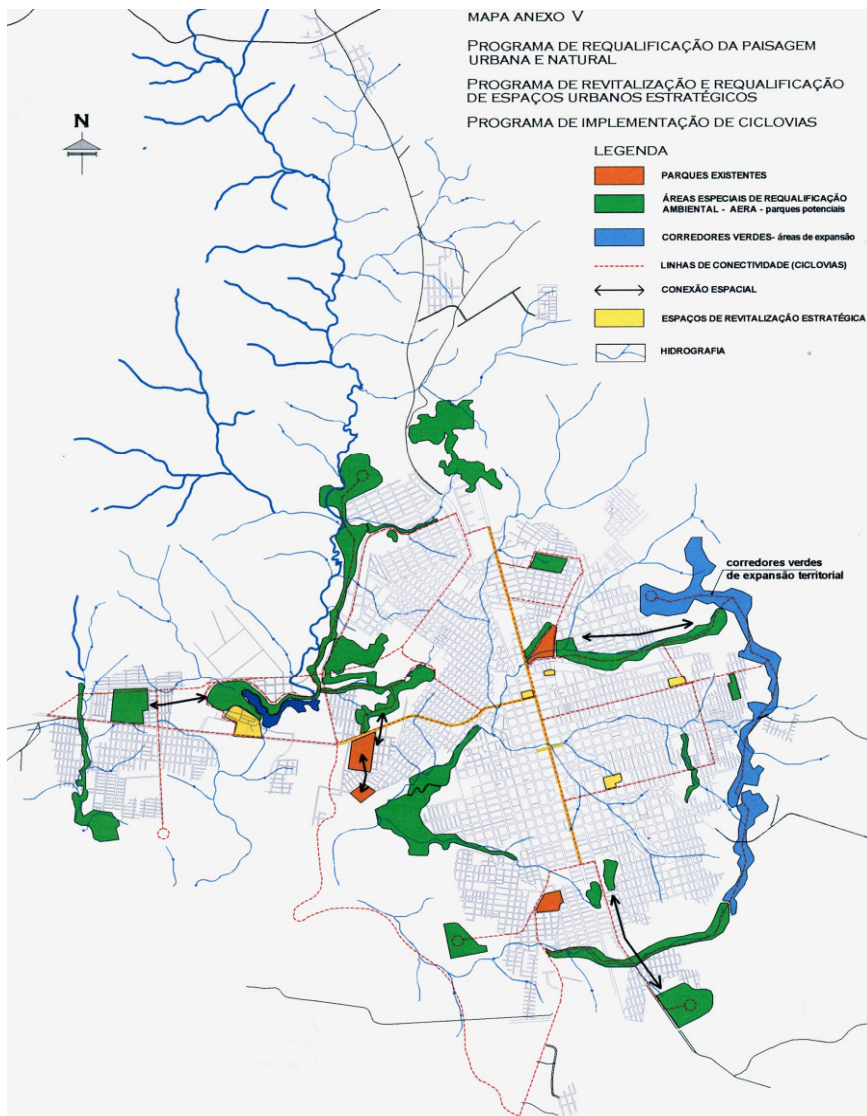 MAPA ANEXO V
PROGRAMA DE REQUALIFICAÇÃO DA PAISAGEM
URBANA E NATURAL
PROGRAMA DE REVITALIZAÇÃO E REQUALIFICAÇÃO
DE ESPAÇOS URBANOS ESTRATÉGICOS
PROGRAMA DE IMPLEMENTAÇÃO DE CICLOVIAS
N
LEGENDA
PARQUES EXISTENTES
ÁREAS ESPECIAIS DE REQUALIFICAÇÃO
AMBIENTAL - AERA - parques potenciais
CORREDORES VERDES- áreas de expansão
LINHAS DE CONECTIVIDADE (CICLOVIAS)
CONEXÃO ESPACIAL
ESPAÇOS DE REVITALIZAÇÃO ESTRATÉGICA
HIDROGRAFIA
corredores verdes
de expansão territorial